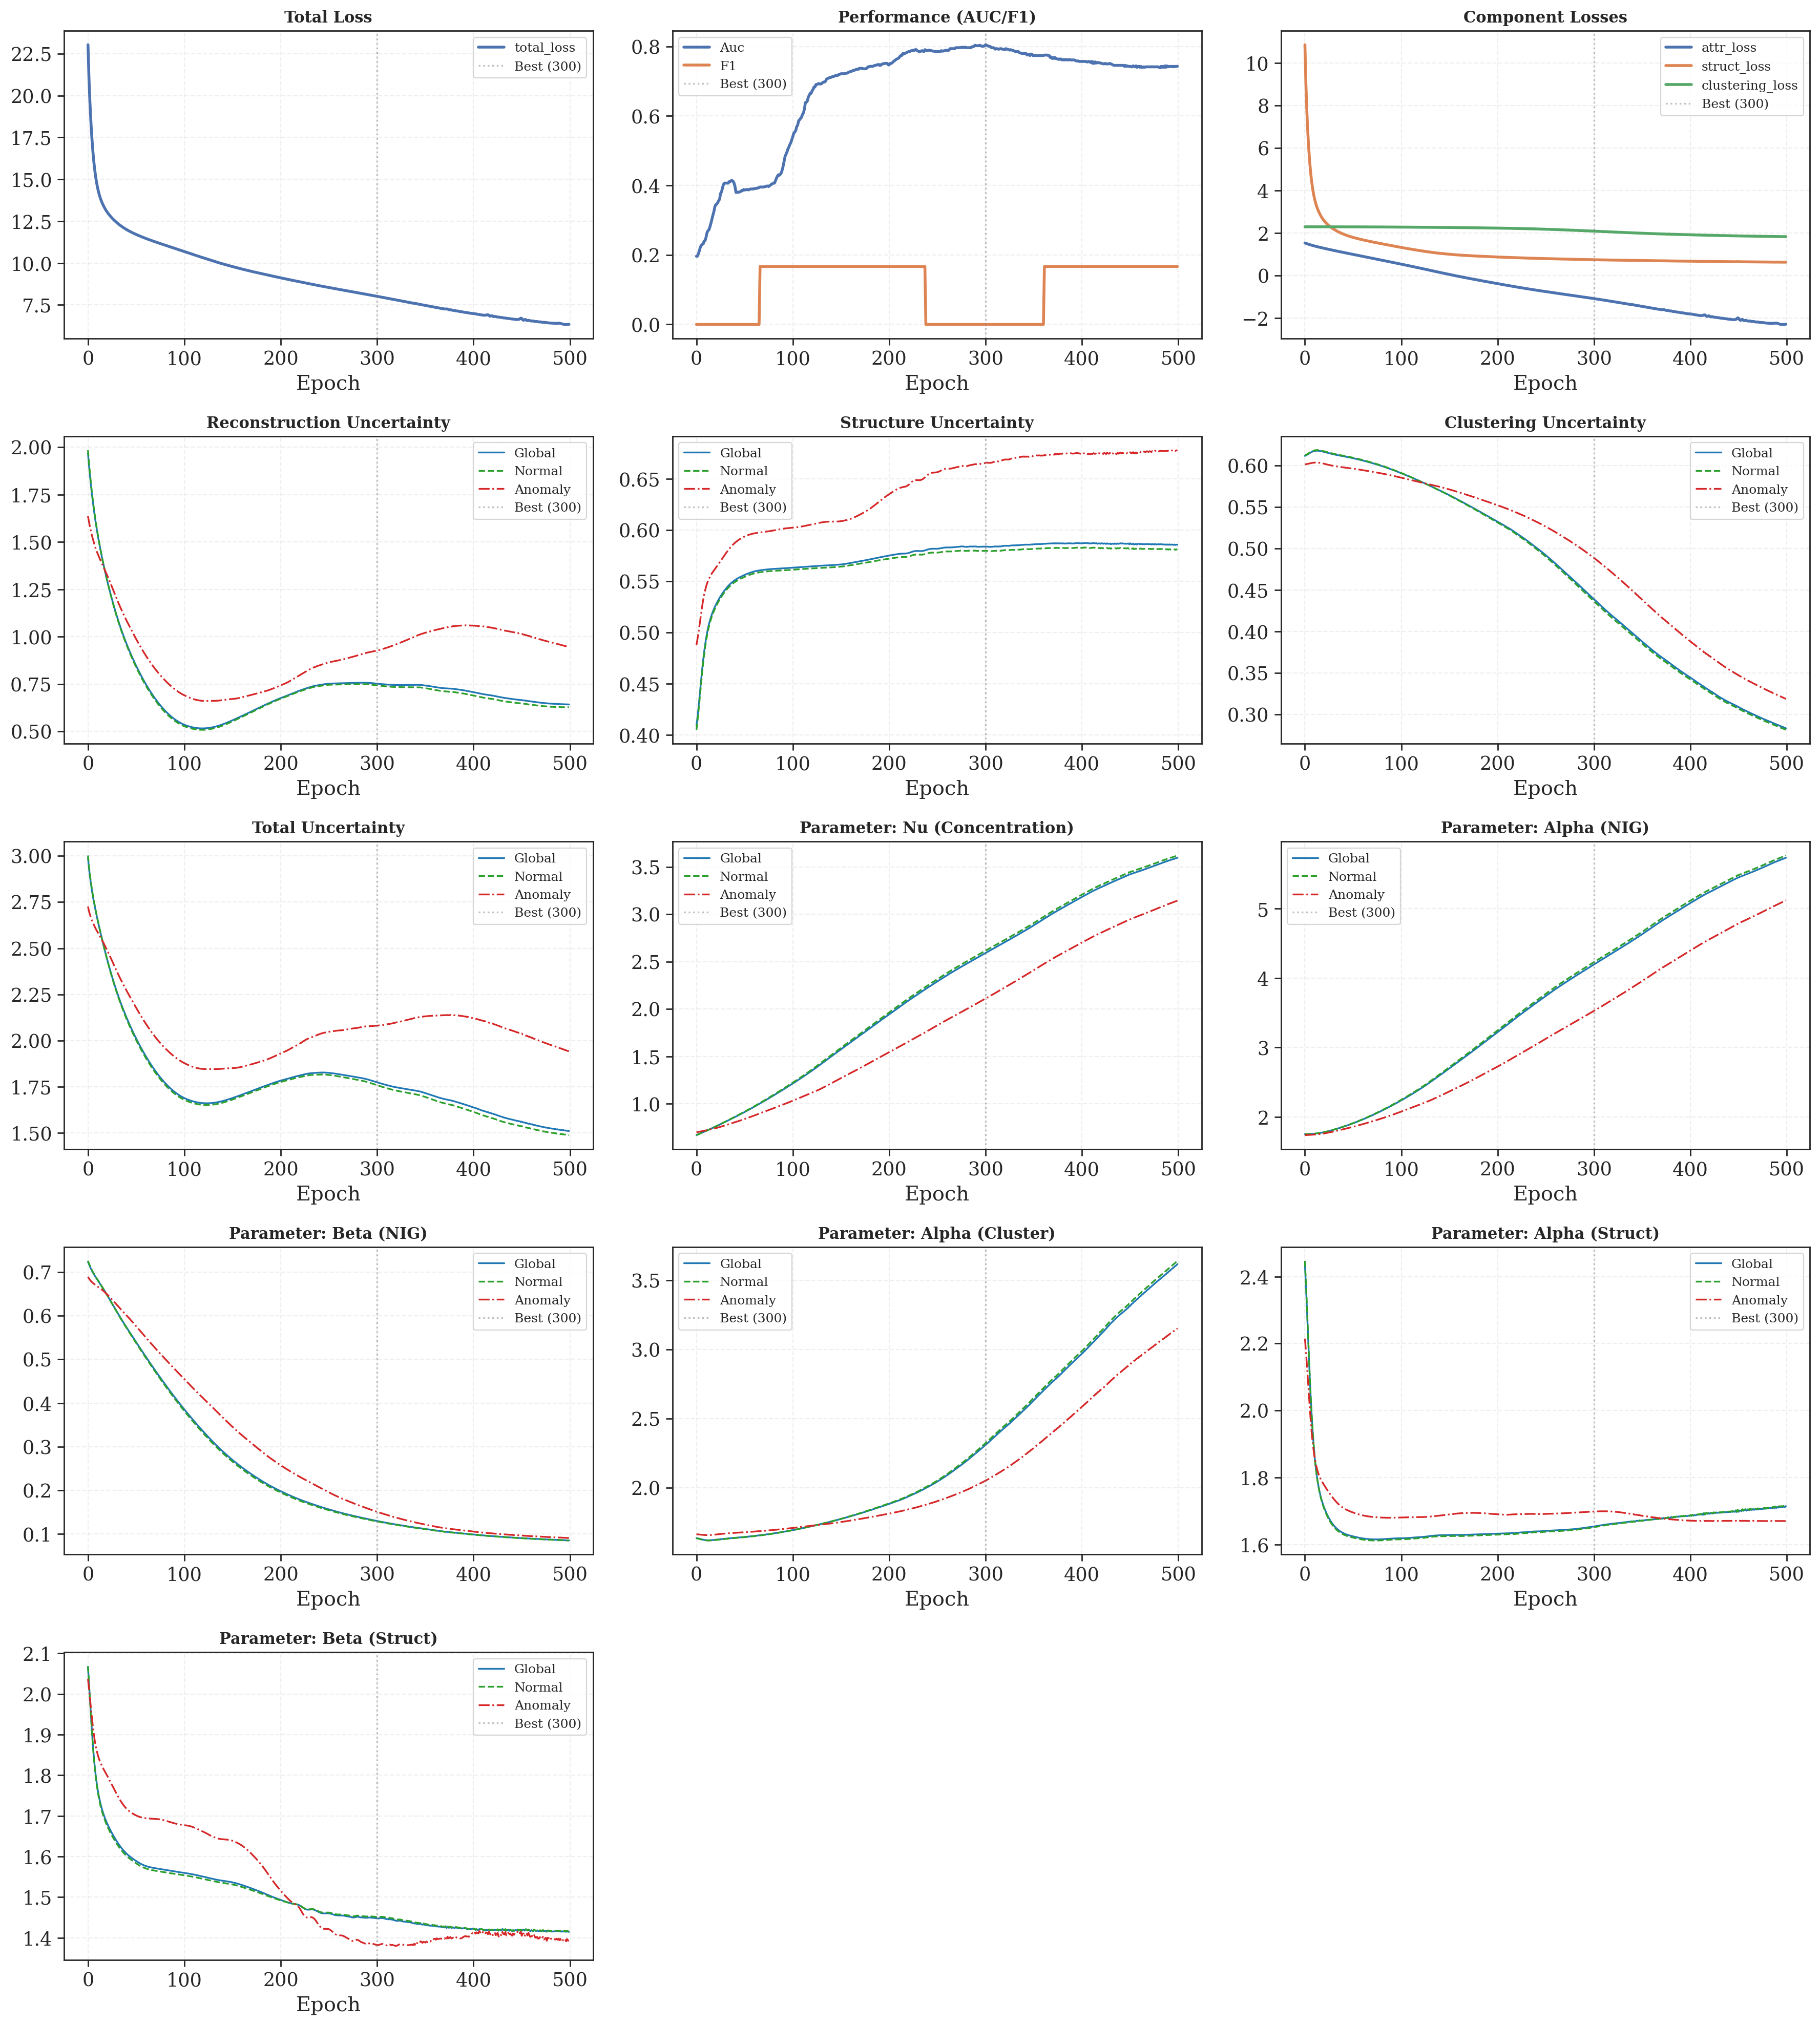 Total Loss
22.5
20.0
17.5
15.0
12.5
10.0
7.5
total_loss
Best (300)
0 100 200 300 400 500
Epoch
Performance (AUC/F1)
0.8
0.6
0.4
0.2
0.0
Auc
F1
Best (300)
0 100 200 300 400 500
Epoch
Component Losses
10
8
6
4
2
0
−2
attr_loss
struct_loss
clustering_loss
Best (300)
0 100 200 300 400 500
Epoch
Reconstruction Uncertainty
2.00
1.75
1.50
1.25
1.00
0.75
0.50
Global
Normal
Anomaly
Best (300)
0 100 200 300 400 500
Epoch
Structure Uncertainty
0.65
0.60
0.55
0.50
0.45
0.40
Global
Normal
Anomaly
Best (300)
0 100 200 300 400 500
Epoch
Clustering Uncertainty
0.60
0.55
0.50
0.45
0.40
0.35
0.30
Global
Normal
Anomaly
Best (300)
0 100 200 300 400 500
Epoch
Total Uncertainty
3.00
2.75
2.50
2.25
2.00
1.75
1.50
Global
Normal
Anomaly
Best (300)
0 100 200 300 400 500
Epoch
Parameter: Nu (Concentration)
3.5
3.0
2.5
2.0
1.5
1.0
Global
Normal
Anomaly
Best (300)
0 100 200 300 400 500
Epoch
Parameter: Alpha (NIG)
5
4
3
2
Global
Normal
Anomaly
Best (300)
0 100 200 300 400 500
Epoch
Parameter: Beta (NIG)
0.7
0.6
0.5
0.4
0.3
0.2
0.1
Global
Normal
Anomaly
Best (300)
0 100 200 300 400 500
Epoch
Parameter: Alpha (Cluster)
3.5
3.0
2.5
2.0
Global
Normal
Anomaly
Best (300)
0 100 200 300 400 500
Epoch
Parameter: Alpha (Struct)
2.4
2.2
2.0
1.8
1.6
Global
Normal
Anomaly
Best (300)
0 100 200 300 400 500
Epoch
Parameter: Beta (Struct)
2.1
2.0
1.9
1.8
1.7
1.6
1.5
1.4
Global
Normal
Anomaly
Best (300)
0 100 200 300 400 500
Epoch